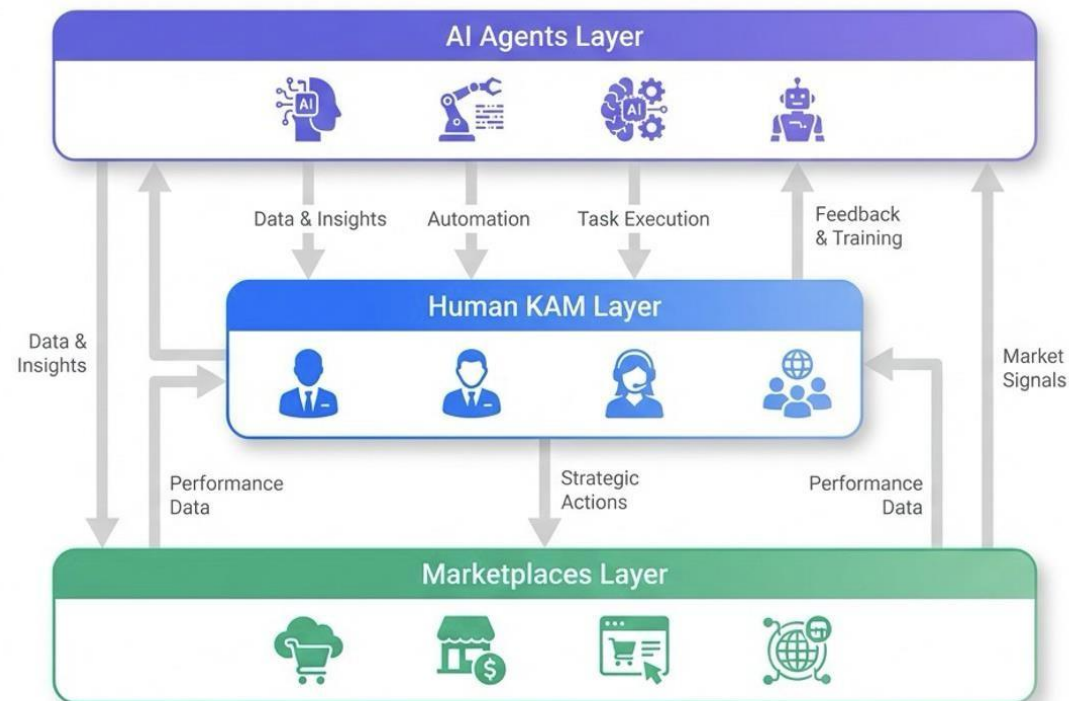 AI Agents Layer
AI
AI
Data & Insights
Automation
Task Execution
Feedback
& Training
Human KAM Layer
Data &
Insights
Market
Signals
Performance
Data
Strategic
Actions
Performance
Data
Marketplaces Layer
$